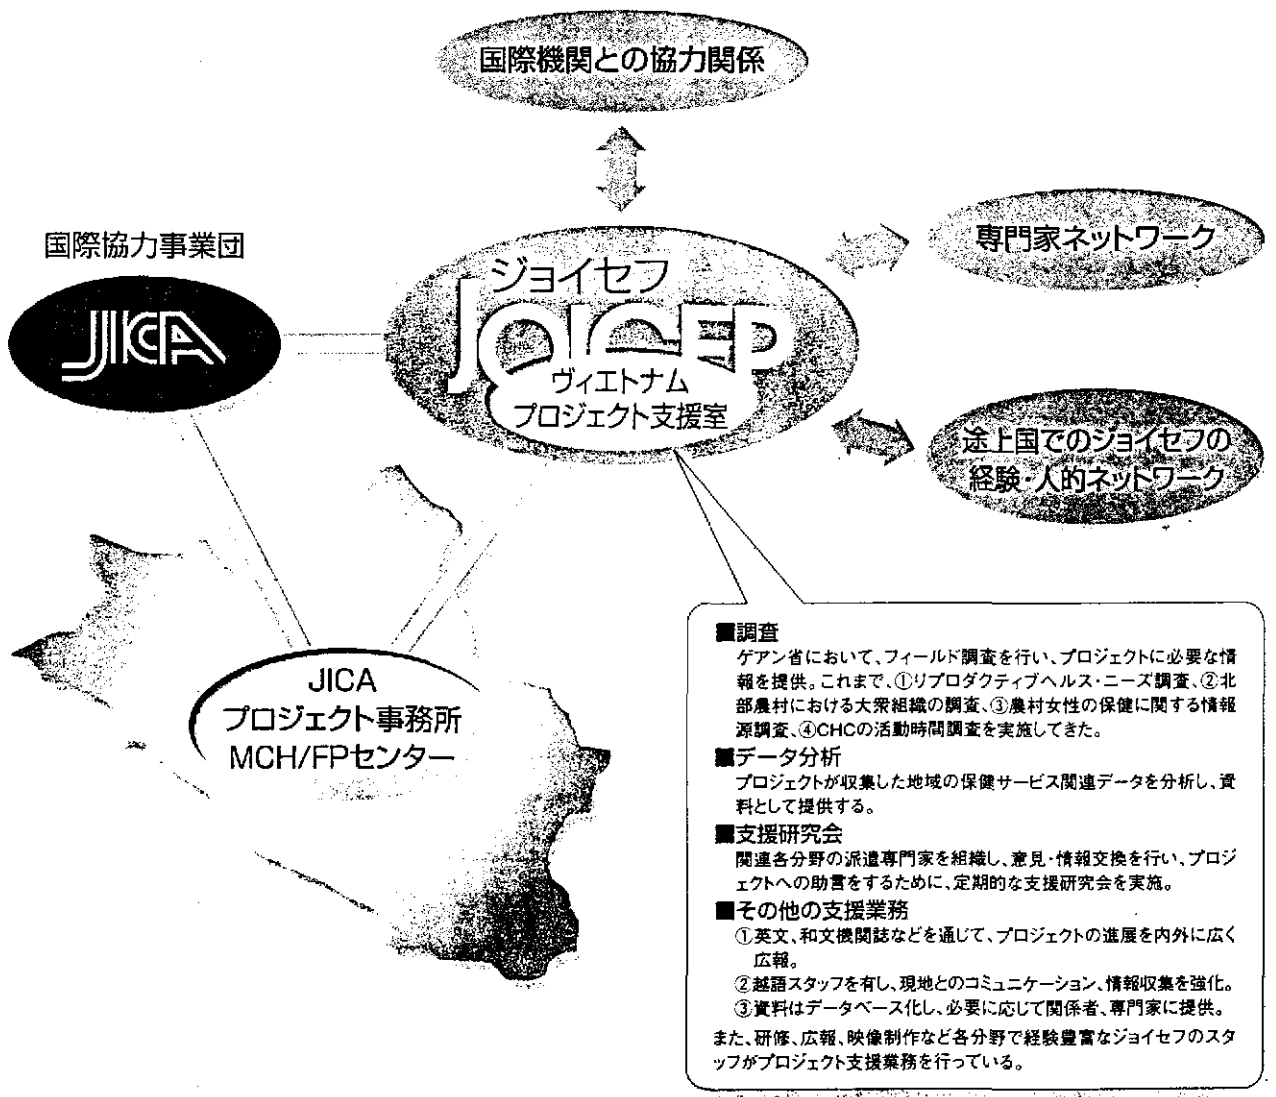 国際機関との協力関係
国際協力事業団
JICA
ジョイセフ
JOICFP
ヴィエトナム
プロジェクト支援室
専門家ネットワーク
途上国でのジョイセフの
経験・人的ネットワーク
JICA
プロジェクト事務所
MCH/FPセンター
■調査
ゲアン省において、フィールド調査を行い、プロジェクトに必要な情
報を提供。これまで、①リプロダクティブヘルス・ニーズ調査、②北
部農村における大衆組織の調査、③農村女性の保健に関する情報
源調査、④CHCの活動時間調査を実施してきた。
■データ分析
プロジェクトが収集した地域の保健サービス関連データを分析し、資
料として提供する。
■支援研究会
関連各分野の派遣専門家を組織し、意見・情報交換を行い、プロジ
ェクトへの助言をするために、定期的な支援研究会を実施。
■その他の支援業務
①英文、和文機関誌などを通じて、プロジェクトの進展を内外に広く
広報。
②越語スタッフを有し、現地とのコミュニケーション、情報収集を強化。
③資料はデータベース化し、必要に応じて関係者、専門家に提供。
また、研修、広報、映像制作など各分野で経験豊富なジョイセフのスタ
ッフがプロジェクト支援業務を行っている。